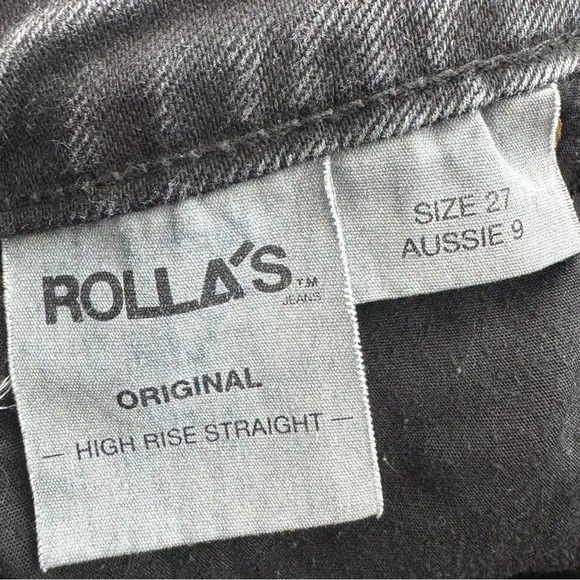 ROLLA'S TM
JEANS
ORIGINAL
— HIGH RISE STRAIGHT —
SIZE 27
AUSSIE 9